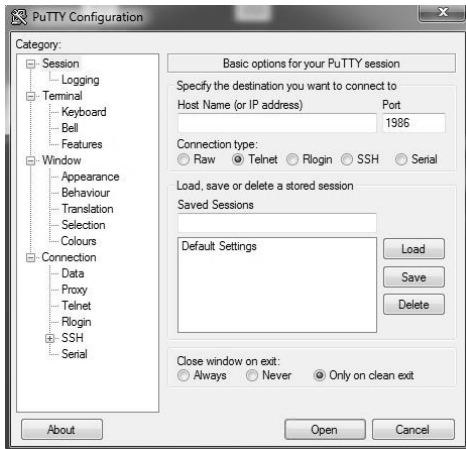 PuTTY Configuration
Category:
Session
Logging
Terminal
Keyboard
Bell
Features
Window
Appearance
Behaviour
Translation
Selection
Colours
Connection
Data
Proxy
Telnet
Rlogin
SSH
Serial
Basic options for your PuTTY session
Specify the destination you want to connect to
Host Name (or IP address) Port
1986
Connection type:
Raw Telnet Rlogin SSH Serial
Load, save or delete a stored session
Saved Sessions
Default Settings
Load
Save
Delete
Close window on exit:
Always Never Only on clean exit
About Open Cancel